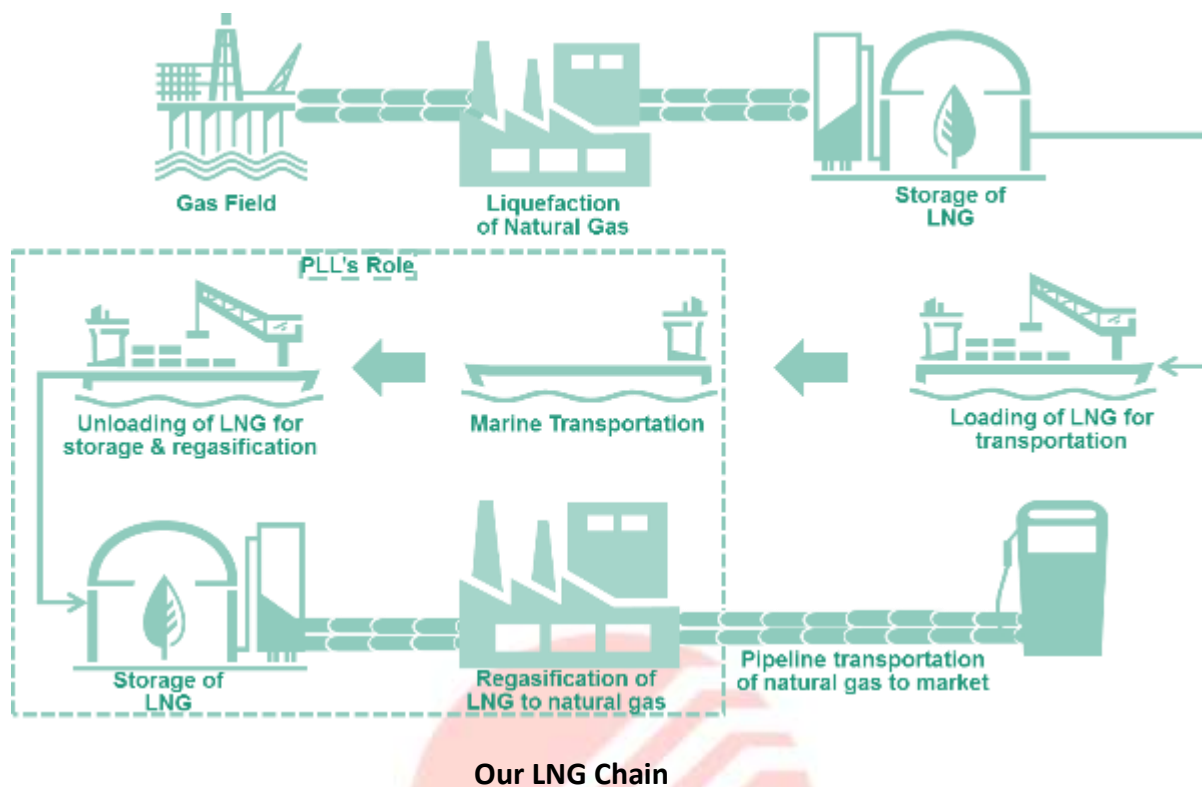 Gas Field
Liquefaction
of Natural Gas
Storage of
LNG
PLL's Role
Unloading of LNG for
storage & regasification
Marine Transportation
Loading of LNG for
transportation
Storage of
LNG
Regasification of
LNG to natural gas
Pipeline transportation
of natural gas to market
Our LNG Chain